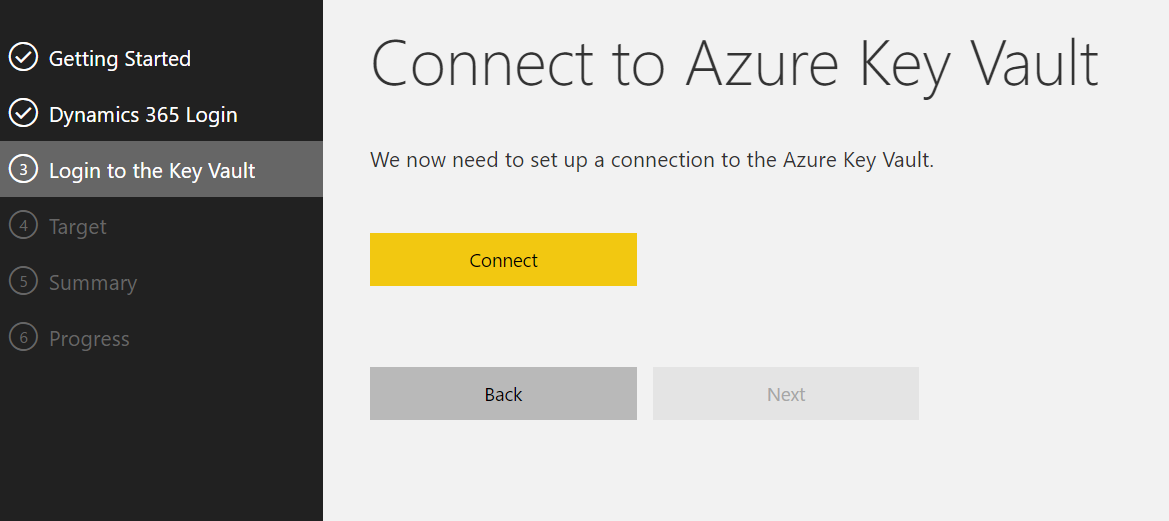 Getting Started
Dynamics 365 Login
3 Login to the Key Vault
4 Target
5 Summary
6 Progress
Connect to Azure Key Vault
We now need to set up a connection to the Azure Key Vault.
Connect
Back
Next